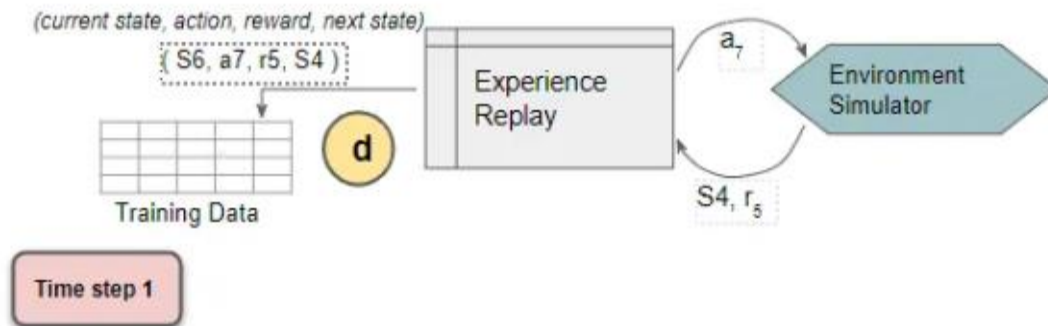 (current state, action, reward, next state)
( S6, a7, r5, S4 )
Experience
Replay
a7
Environment
Simulator
d
S4, r5
Training Data
Time step 1